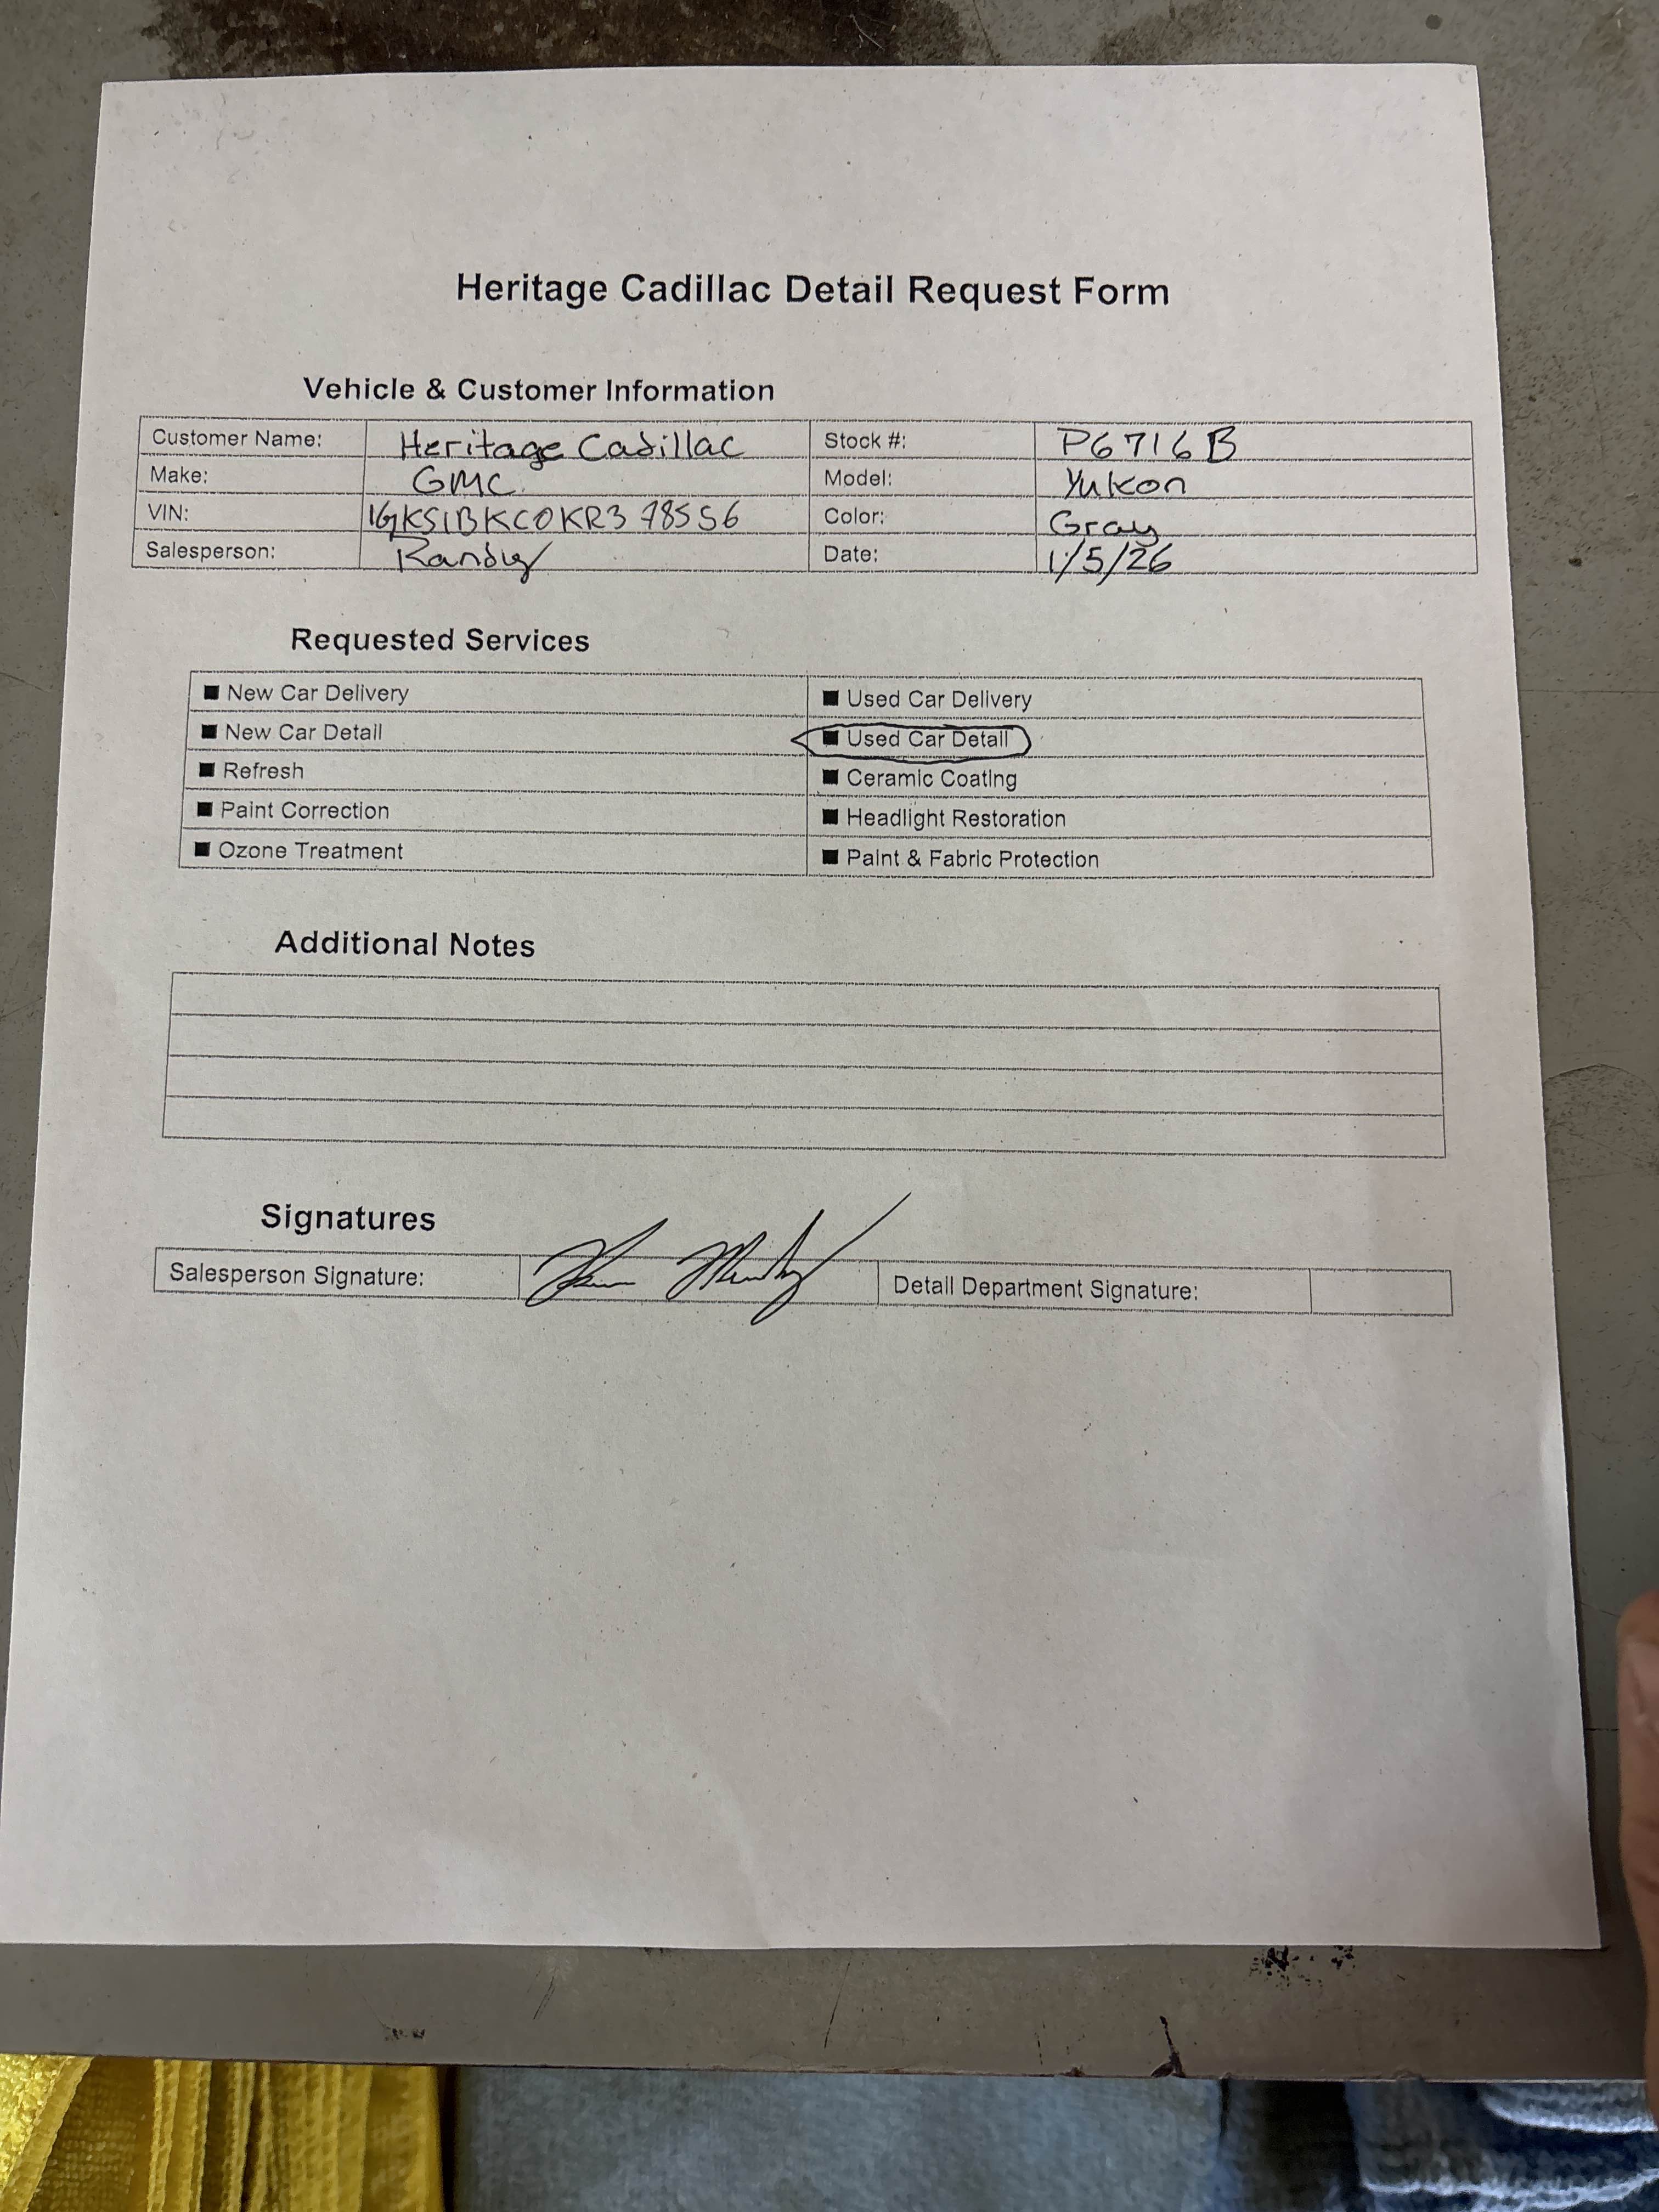 Heritage Cadillac Detail Request Form
Vehicle & Customer Information
Customer Name: Heritage Cadillac Stock #: P6716B
Make: GMC Model: Yukon
VIN: 1GKS1BKC0KR378556 Color: Gray
Salesperson: Randy Date: 1/5/26
Requested Services
■ New Car Delivery ■ Used Car Delivery
■ New Car Detail ■ Used Car Detail
■ Refresh ■ Ceramic Coating
■ Paint Correction ■ Headlight Restoration
■ Ozone Treatment ■ Paint & Fabric Protection
Additional Notes
Signatures
Salesperson Signature: Detail Department Signature: